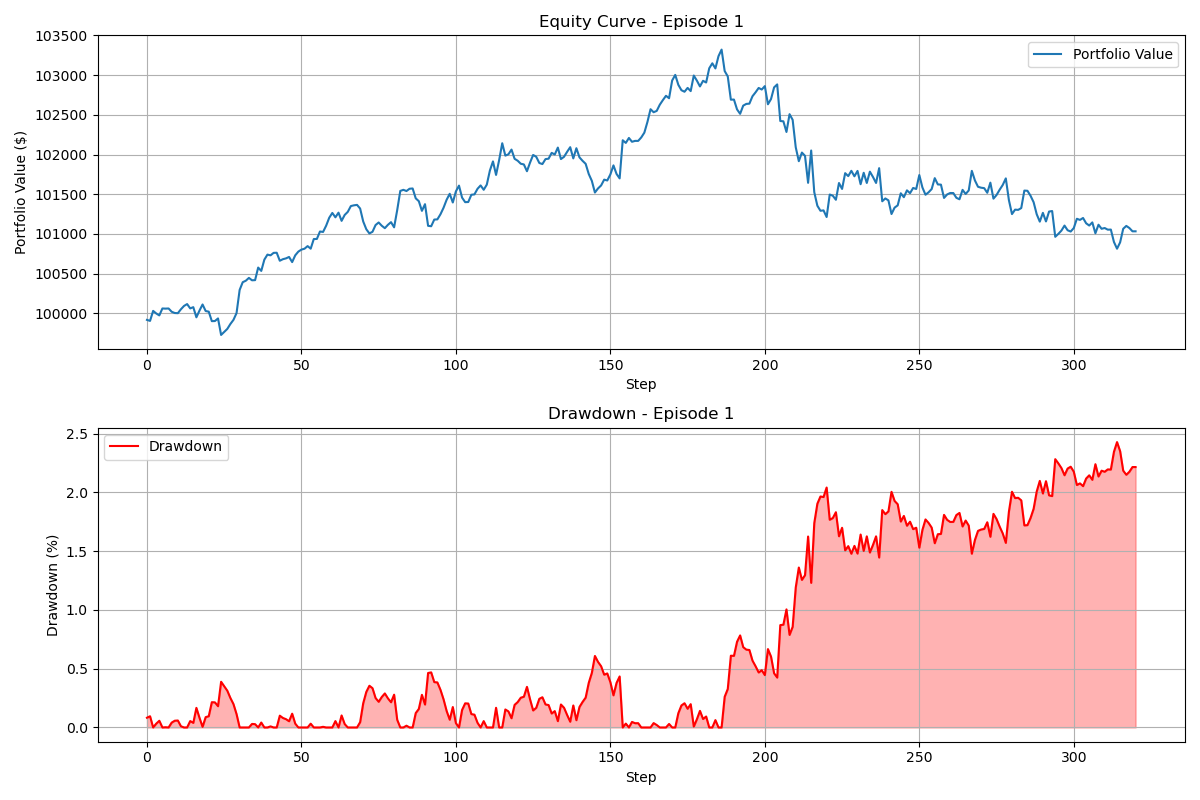 Equity Curve - Episode 1
Portfolio Value ($)
103500
103000
102500
102000
101500
101000
100500
100000
Portfolio Value
0 50 100 150 200 250 300
Step
Drawdown - Episode 1
Drawdown (%)
2.5
2.0
1.5
1.0
0.5
0.0
Drawdown
0 50 100 150 200 250 300
Step